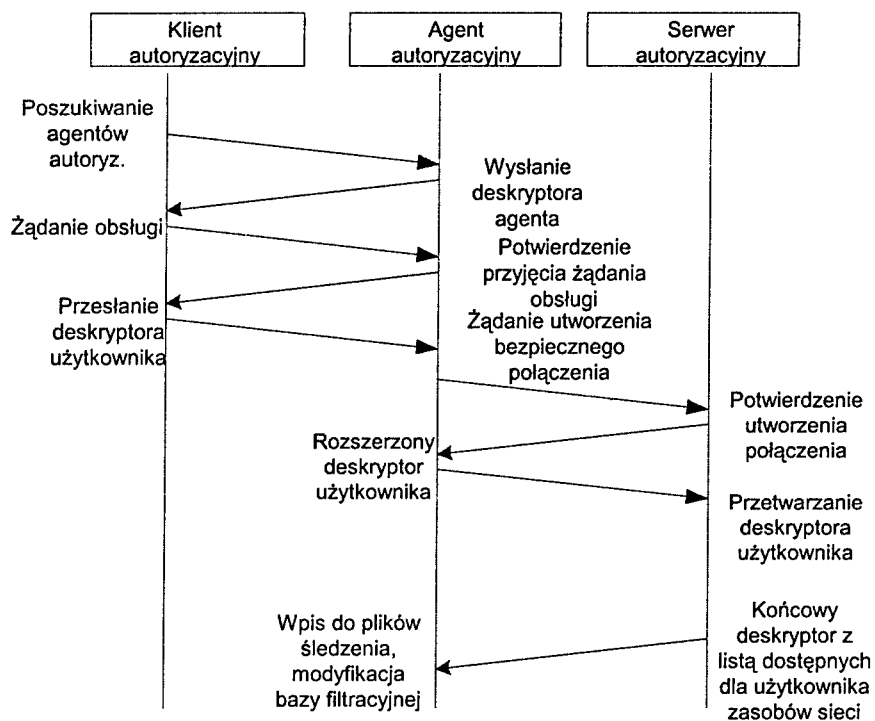 Klient
autoryzacyjny
Agent
autoryzacyjny
Serwer
autoryzacyjny
Poszukiwanie
agentów
autoryz.
Wysłanie
deskryptora
agenta
Żądanie obsługi
Potwierdzenie
przyjęcia żądania
obsługi
Przesłanie
deskryptora
użytkownika
Żądanie utworzenia
bezpiecznego
połączenia
Potwierdzenie
utworzenia
połączenia
Rozszerzony
deskryptor
użytkownika
Przetwarzanie
deskryptora
użytkownika
Wpis do plików
śledzenia,
modyfikacja
bazy filtracyjnej
Końcowy
deskryptor z
listą dostępnych
dla użytkownika
zasobów sieci